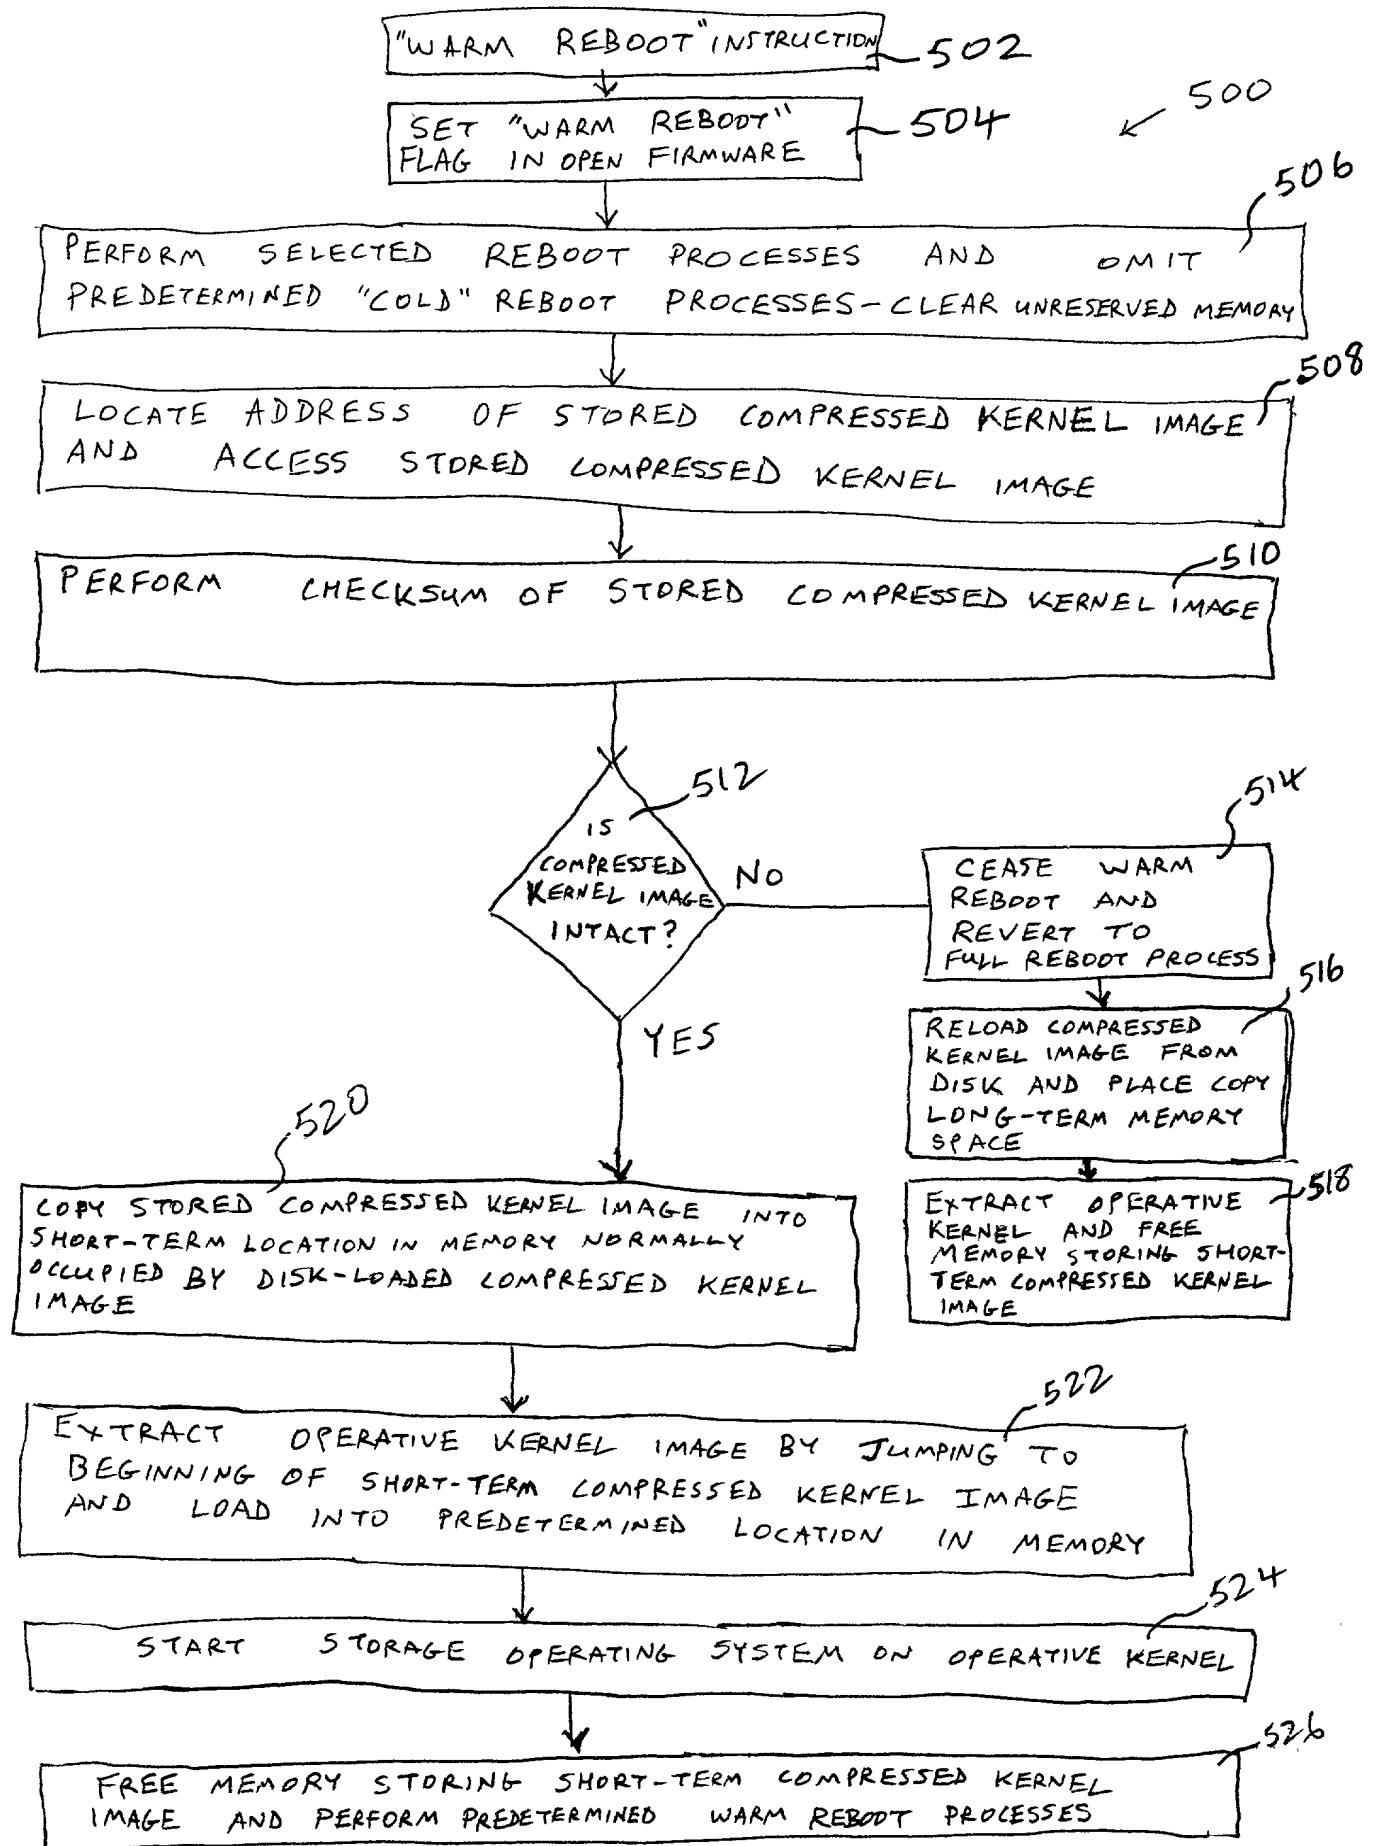 "WARM REBOOT" INSTRUCTION
502
500
SET "WARM REBOOT"
FLAG IN OPEN FIRMWARE
504
506
PERFORM SELECTED REBOOT PROCESSES AND OMIT
PREDETERMINED "COLD" REBOOT PROCESSES - CLEAR UNRESERVED MEMORY
508
LOCATE ADDRESS OF STORED COMPRESSED KERNEL IMAGE
AND ACCESS STORED COMPRESSED KERNEL IMAGE
510
PERFORM CHECKSUM OF STORED COMPRESSED KERNEL IMAGE
512
IS
COMPRESSED
KERNEL IMAGE
INTACT?
NO
YES
514
CEASE WARM
REBOOT AND
REVERT TO
FULL REBOOT PROCESS
516
RELOAD COMPRESSED
KERNEL IMAGE FROM
DISK AND PLACE COPY
LONG-TERM MEMORY
SPACE
518
EXTRACT OPERATIVE
KERNEL AND FREE
MEMORY STORING SHORT-
TERM COMPRESSED KERNEL
IMAGE
520
COPY STORED COMPRESSED KERNEL IMAGE INTO
SHORT-TERM LOCATION IN MEMORY NORMALLY
OCCUPIED BY DISK-LOADED COMPRESSED KERNEL
IMAGE
522
EXTRACT OPERATIVE KERNEL IMAGE BY JUMPING TO
BEGINNING OF SHORT-TERM COMPRESSED KERNEL IMAGE
AND LOAD INTO PREDETERMINED LOCATION IN MEMORY
524
START STORAGE OPERATING SYSTEM ON OPERATIVE KERNEL
526
FREE MEMORY STORING SHORT-TERM COMPRESSED KERNEL
IMAGE AND PERFORM PREDETERMINED WARM REBOOT PROCESSES